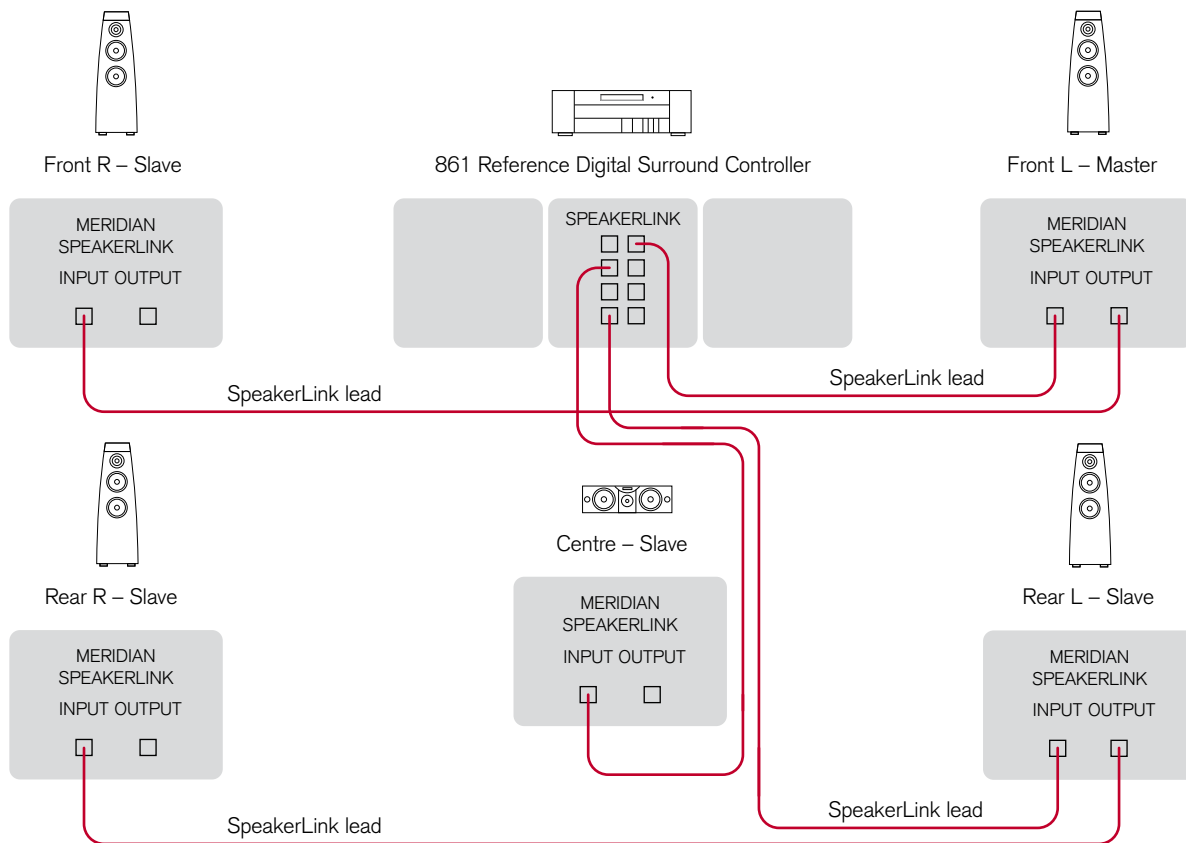 Front R – Slave
861 Reference Digital Surround Controller
Front L – Master
MERIDIAN
SPEAKERLINK
INPUT OUTPUT
SPEAKERLINK
MERIDIAN
SPEAKERLINK
INPUT OUTPUT
SpeakerLink lead
SpeakerLink lead
Rear R – Slave
Centre – Slave
Rear L – Slave
MERIDIAN
SPEAKERLINK
INPUT OUTPUT
MERIDIAN
SPEAKERLINK
INPUT OUTPUT
MERIDIAN
SPEAKERLINK
INPUT OUTPUT
SpeakerLink lead
SpeakerLink lead